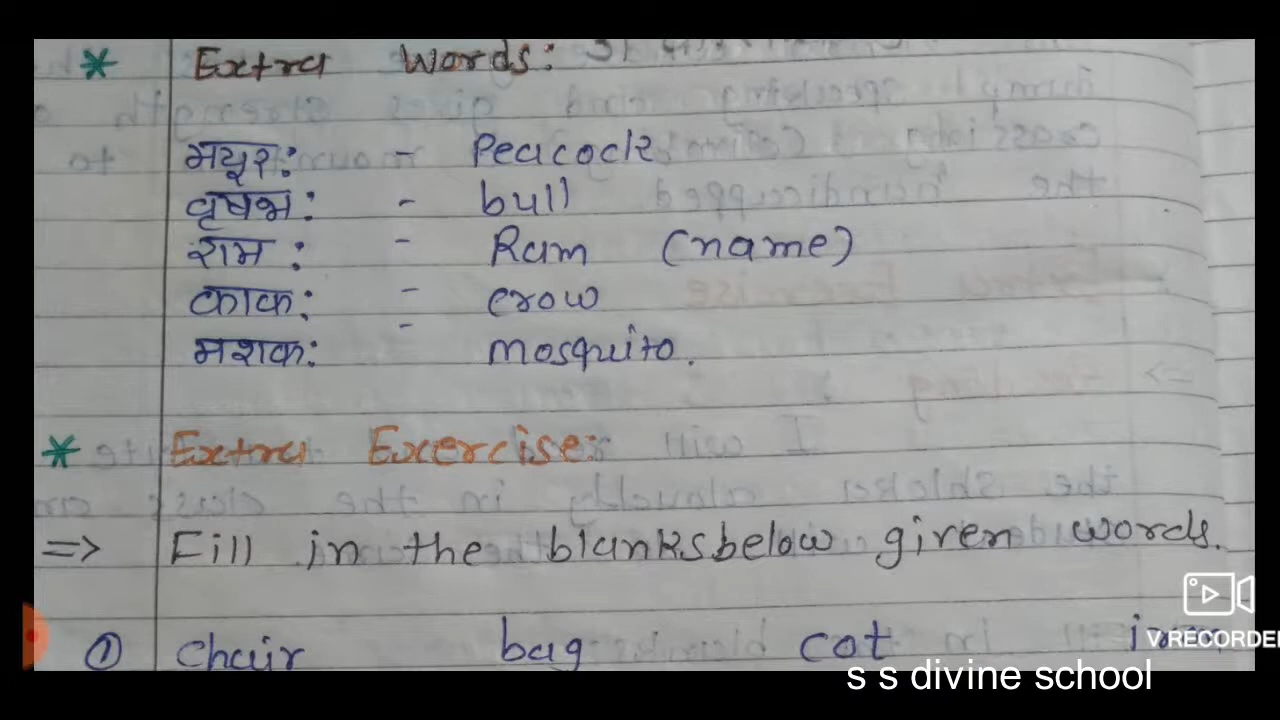 * Extra Words:
मयूर: - Peacock
वृषभ: - bull
राम: - Ram (name)
काक: - crow
मशक: - Mosquito.
* Extra Exercise:
=> Fill in the blanks below given words.
① chair bag cot
V RECORDER
s s divine school